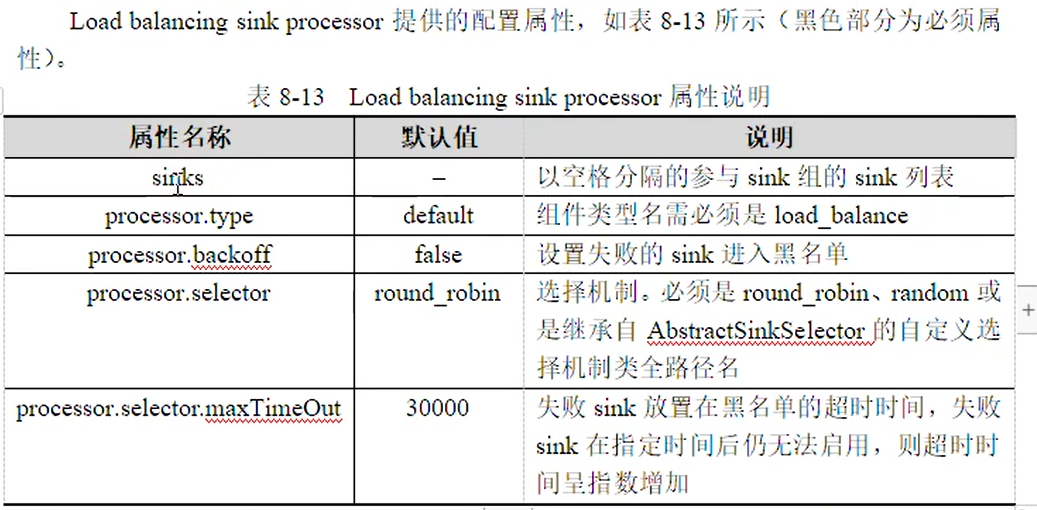 Load balancing sink processor 提供的配置属性，如表 8-13 所示（黑色部分为必须属
性）。
表 8-13 Load balancing sink processor 属性说明
属性名称 默认值 说明
sinks – 以空格分隔的参与 sink 组的 sink 列表
processor.type default 组件类型名需必须是 load_balance
processor.backoff false 设置失败的 sink 进入黑名单
processor.selector round_robin 选择机制。必须是 round_robin、random 或
是继承自 AbstractSinkSelector 的自定义选
择机制类全路径名
processor.selector.maxTimeOut 30000 失败 sink 放置在黑名单的超时时间，失败
sink 在指定时间后仍无法启用，则超时时
间呈指数增加